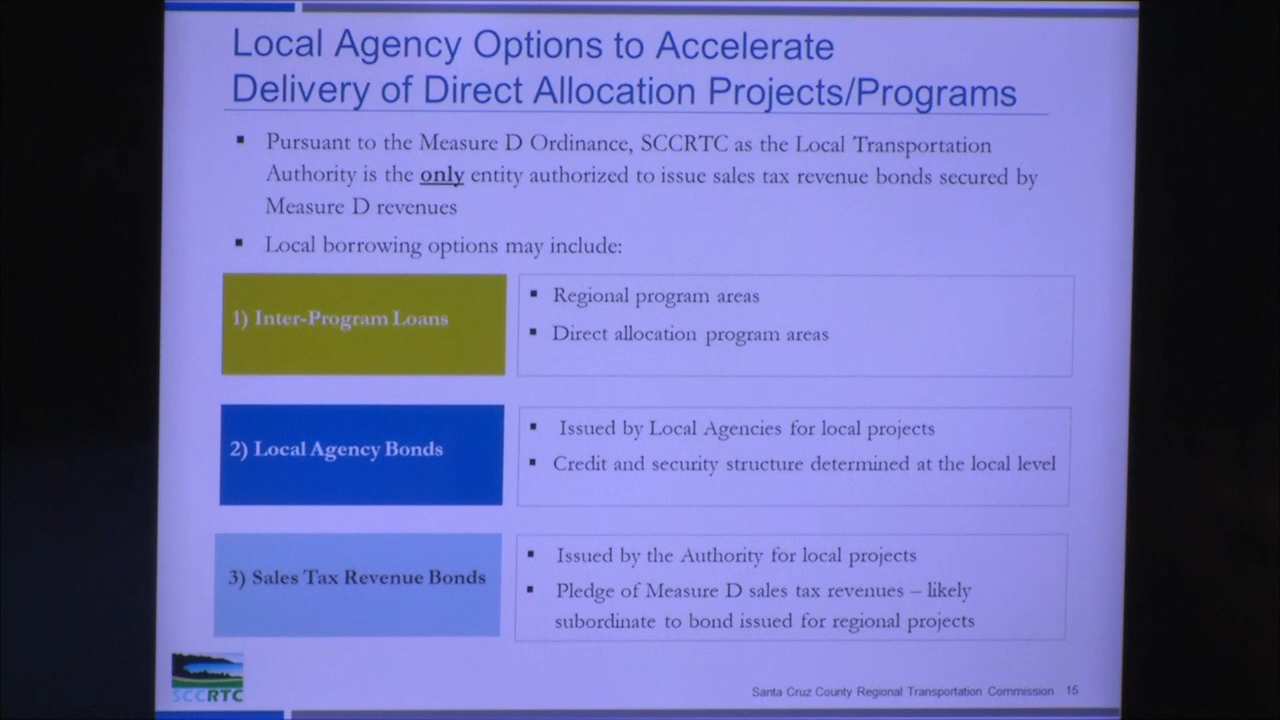 Local Agency Options to Accelerate
Delivery of Direct Allocation Projects/Programs
▪ Pursuant to the Measure D Ordinance, SCCRTC as the Local Transportation
Authority is the only entity authorized to issue sales tax revenue bonds secured by
Measure D revenues
▪ Local borrowing options may include:
1) Inter-Program Loans
▪ Regional program areas
▪ Direct allocation program areas
2) Local Agency Bonds
▪ Issued by Local Agencies for local projects
▪ Credit and security structure determined at the local level
3) Sales Tax Revenue Bonds
▪ Issued by the Authority for local projects
▪ Pledge of Measure D sales tax revenues – likely
subordinate to bond issued for regional projects
SCCRTC
Santa Cruz County Regional Transportation Commission 15